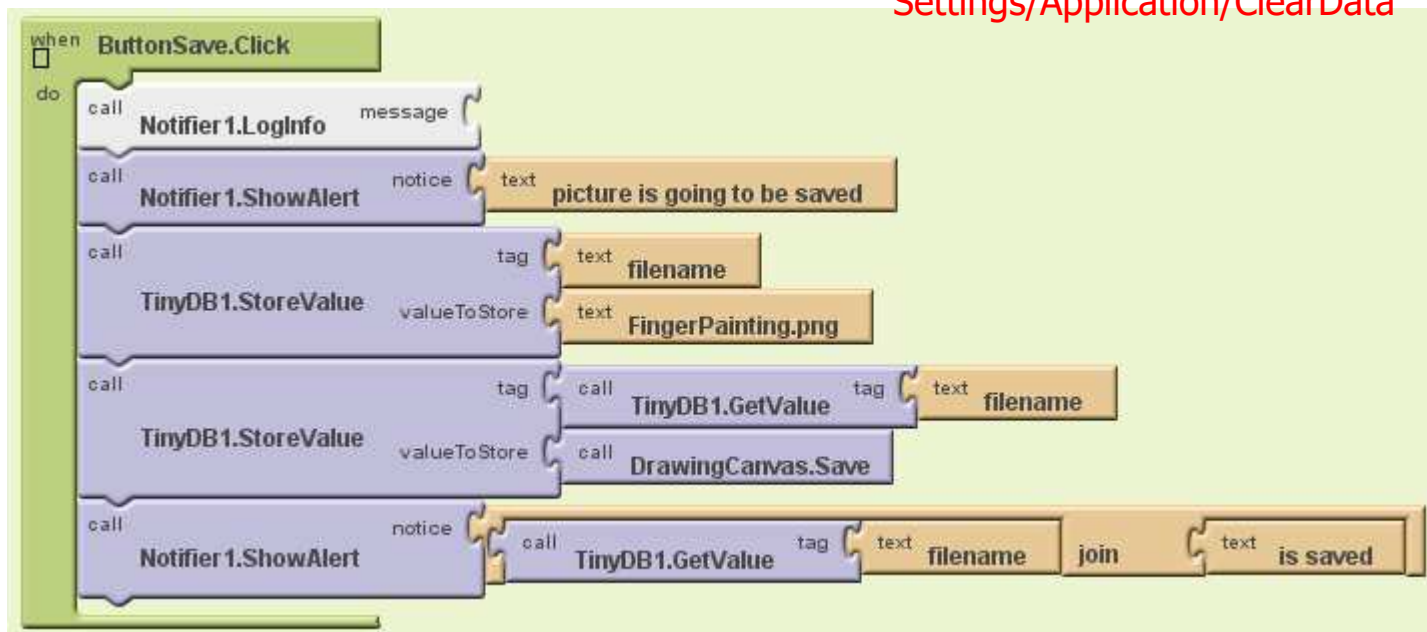 Settings/Application/ClearData
when ButtonSave.Click
do
call Notifier1.LogInfo message
call Notifier1.ShowAlert notice text picture is going to be saved
call TinyDB1.StoreValue tag text filename
valueToStore text FingerPainting.png
call TinyDB1.StoreValue tag call TinyDB1.GetValue tag text filename
valueToStore call DrawingCanvas.Save
call Notifier1.ShowAlert notice call TinyDB1.GetValue tag text filename join text is saved